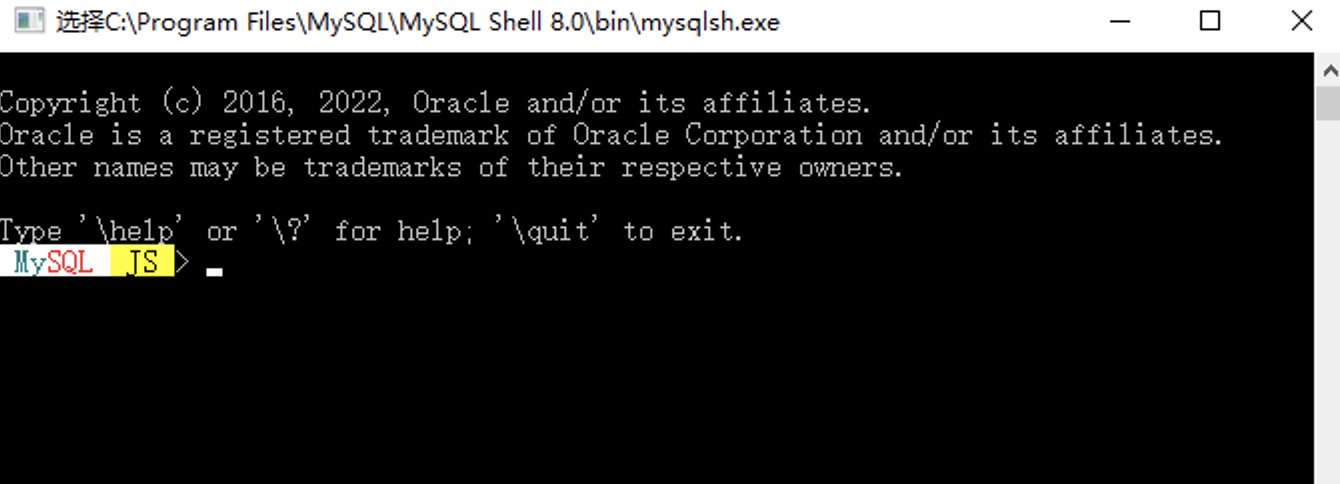 选择C:\Program Files\MySQL\MySQL Shell 8.0\bin\mysqlsh.exe
Copyright (c) 2016, 2022, Oracle and/or its affiliates.
Oracle is a registered trademark of Oracle Corporation and/or its affiliates.
Other names may be trademarks of their respective owners.
Type '\help' or '\?' for help; '\quit' to exit.
MySQL JS >